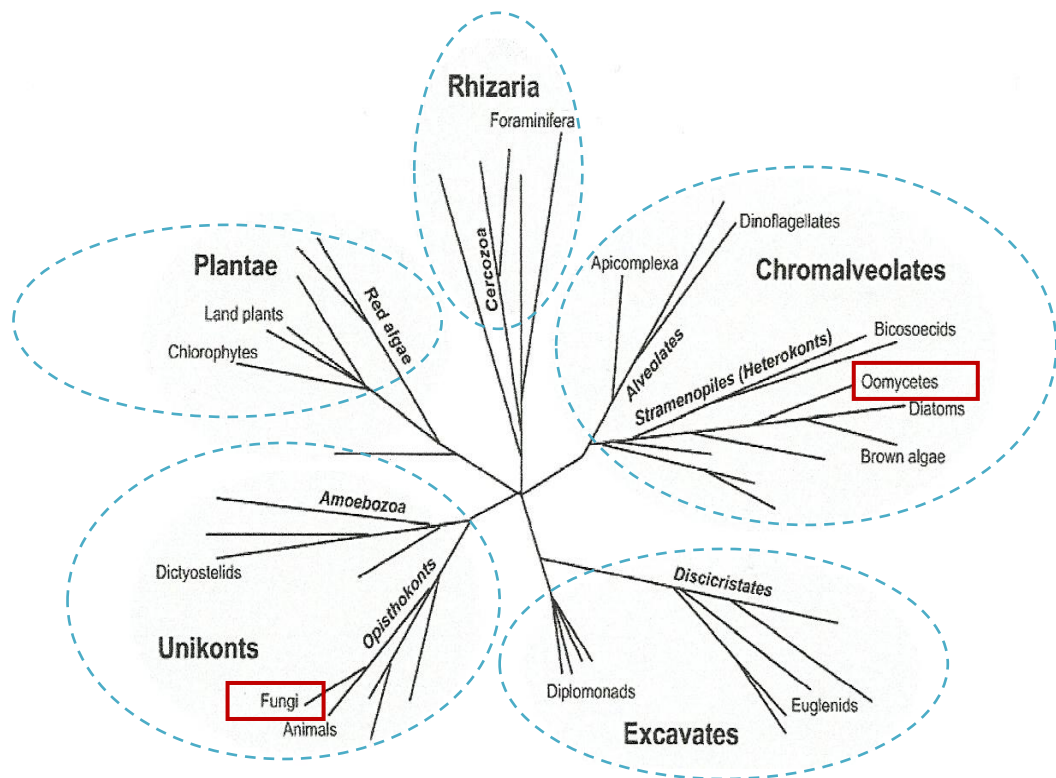 Rhizaria
Foraminifera
Cercozoa
Plantae
Red algae
Land plants
Chlorophytes
Dinoflagellates
Apicomplexa
Chromalveolates
Alveolates
Bicosoecids
Stramenopiles (Heterokonts)
Oomycetes
Diatoms
Brown algae
Amoebozoa
Dictyostelids
Opisthokonts
Unikonts
Fungi
Animals
Discicristates
Diplomonads
Euglenids
Excavates